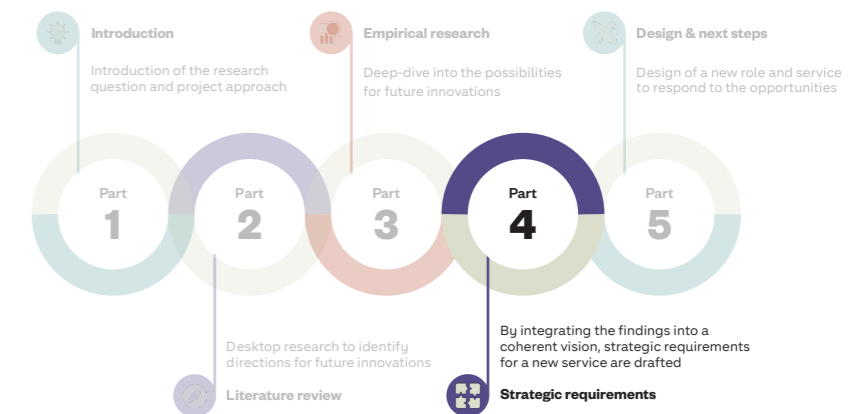 Introduction
Introduction of the research
question and project approach
Empirical research
Deep-dive into the possibilities
for future innovations
Design & next steps
Design of a new role and service
to respond to the opportunities
Part
1
Part
2
Part
3
Part
4
Part
5
Desktop research to identify
directions for future innovations
Literature review
By integrating the findings into a
coherent vision, strategic requirements
for a new service are drafted
Strategic requirements